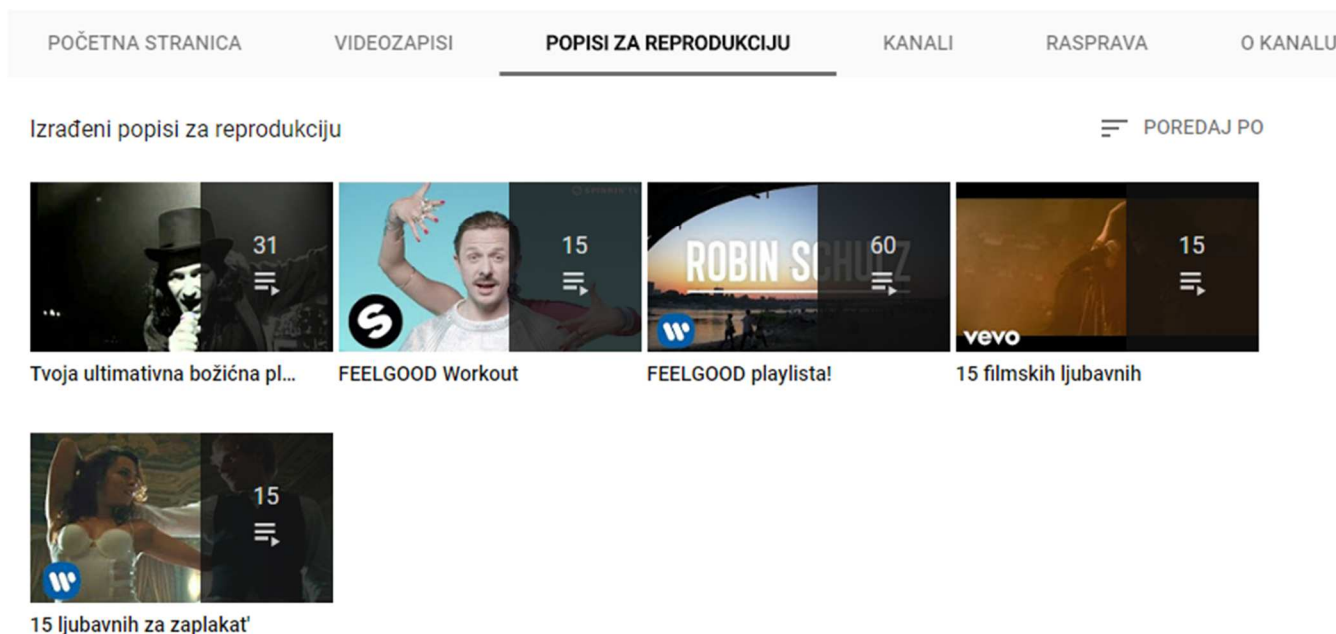 POČETNA STRANICA VIDEOZAPISI POPISI ZA REPRODUKCIJU KANALI RASPRAVA O KANALU
Izrađeni popisi za reprodukciju POREDAJ PO
31 15 ROBIN SCHULZ 60 15
vevo
Tvoja ultimativna božićna pl... FEELGOOD Workout FEELGOOD playlista! 15 filmskih ljubavnih
15
15 ljubavnih za zaplakat'